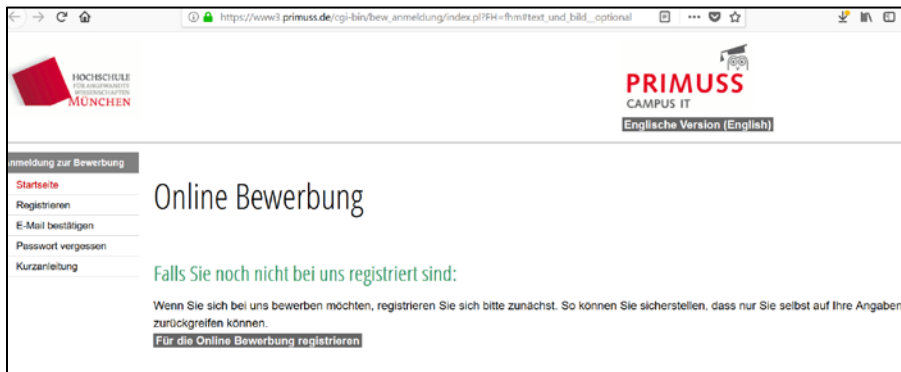 https://www3.primuss.de/cgi-bin/bew_anmeldung/index.pl?FH=fhm#text_und_bild__optional
HOCHSCHULE
FÜR ANGEWANDTE
WISSENSCHAFTEN
MÜNCHEN
PRIMUSS
CAMPUS IT
Englische Version (English)
nmeldung zur Bewerbung
Startseite
Registrieren
E-Mail bestätigen
Passwort vergessen
Kurzanleitung
Online Bewerbung
Falls Sie noch nicht bei uns registriert sind:
Wenn Sie sich bei uns bewerben möchten, registrieren Sie sich bitte zunächst. So können Sie sicherstellen, dass nur Sie selbst auf Ihre Angaben
zurückgreifen können.
Für die Online Bewerbung registrieren